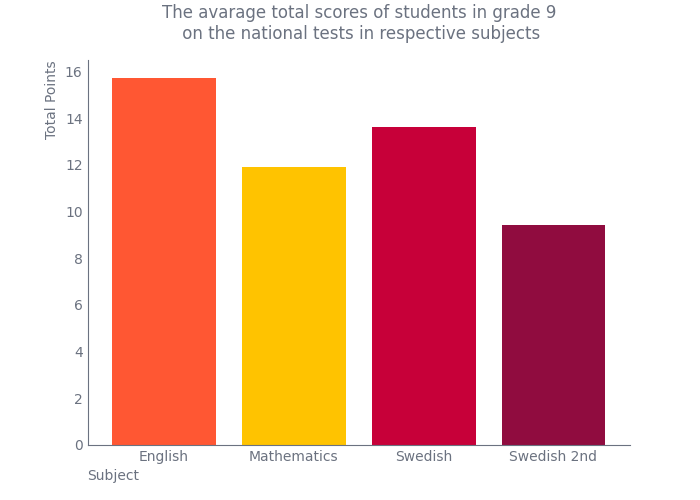 The avarage total scores of students in grade 9
on the national tests in respective subjects
Total Points
16
14
12
10
8
6
4
2
0
English Mathematics Swedish Swedish 2nd
Subject